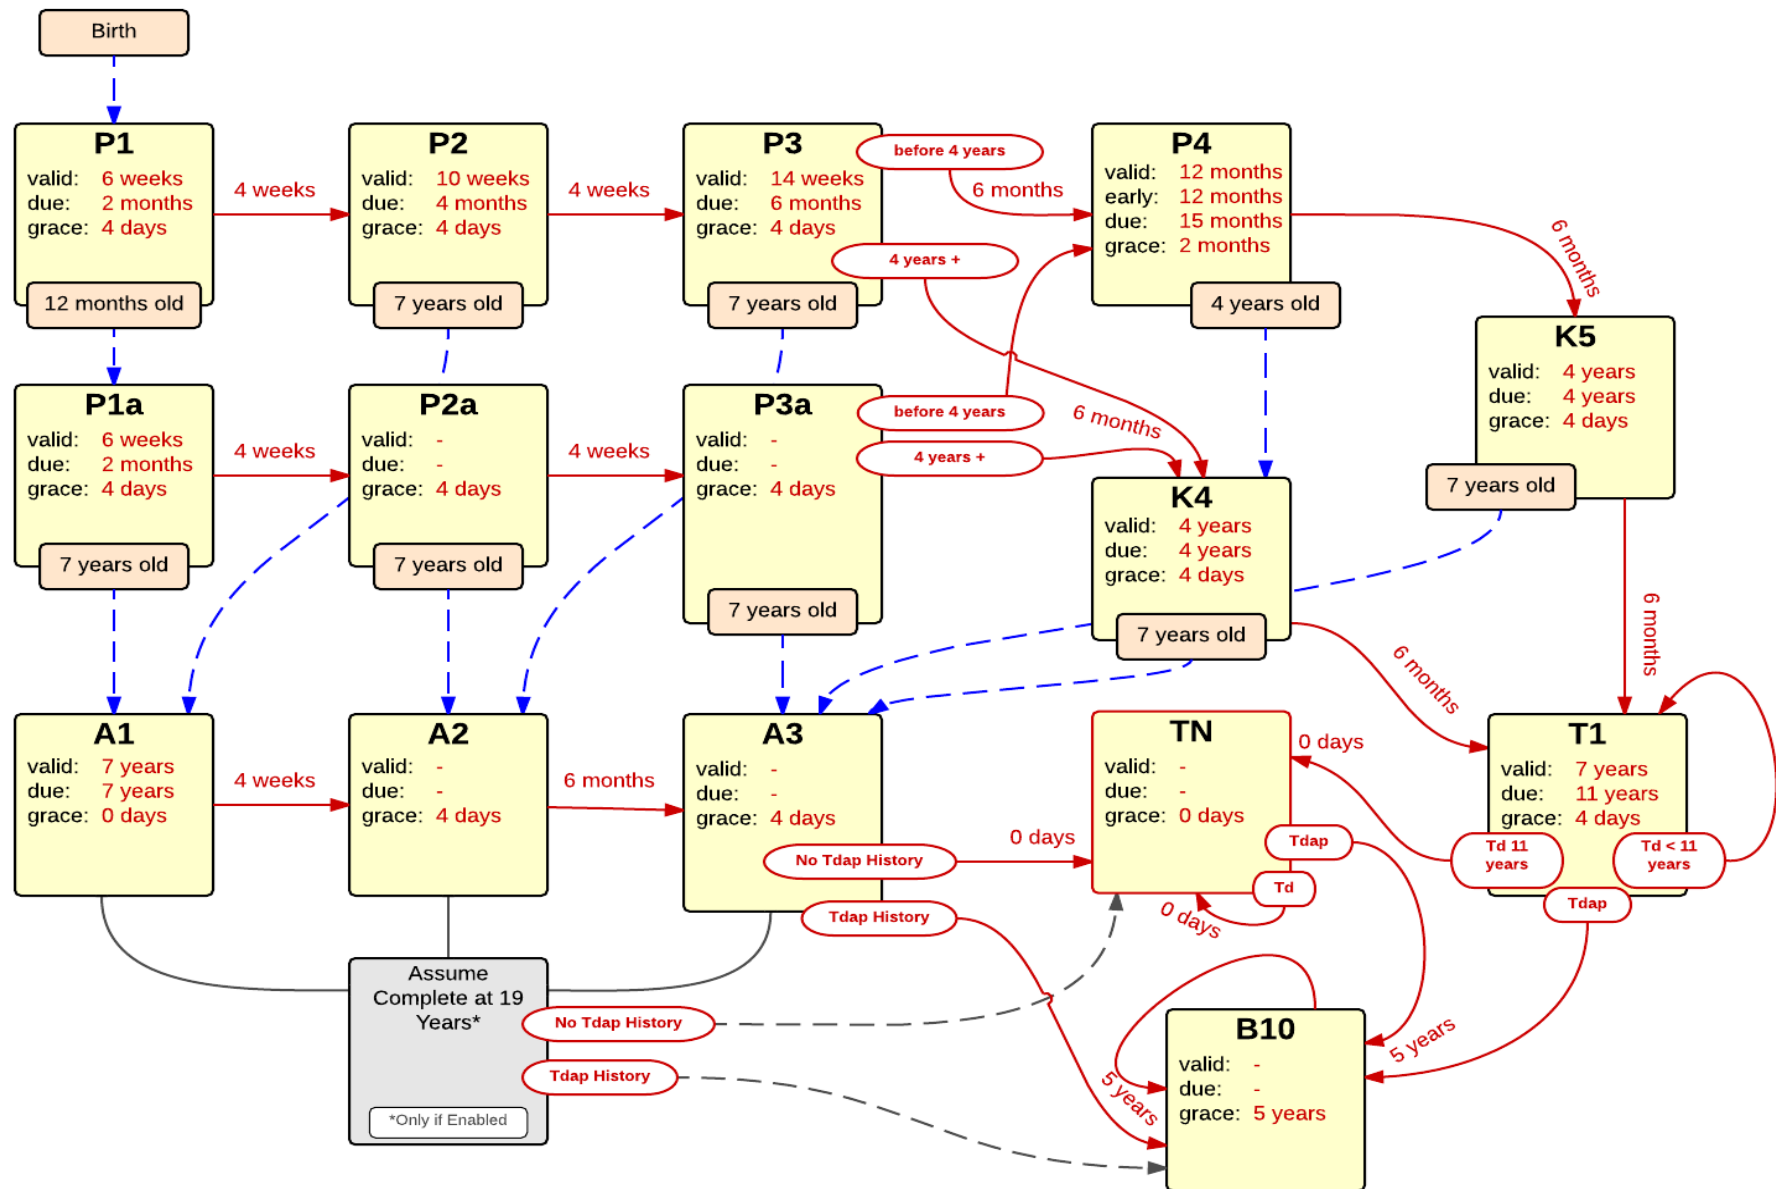 Birth
P1
valid: 6 weeks
due: 2 months
grace: 4 days
12 months old
4 weeks
P2
valid: 10 weeks
due: 4 months
grace: 4 days
7 years old
4 weeks
P3
valid: 14 weeks
due: 6 months
grace: 4 days
7 years old
before 4 years
6 months
4 years +
6 months
P4
valid: 12 months
early: 12 months
due: 15 months
grace: 2 months
4 years old
6 months
K5
valid: 4 years
due: 4 years
grace: 4 days
7 years old
6 months
P1a
valid: 6 weeks
due: 2 months
grace: 4 days
7 years old
4 weeks
P2a
valid: -
due: -
grace: 4 days
7 years old
4 weeks
P3a
valid: -
due: -
grace: 4 days
7 years old
before 4 years
4 years +
K4
valid: 4 years
due: 4 years
grace: 4 days
7 years old
6 months
A1
valid: 7 years
due: 7 years
grace: 0 days
4 weeks
A2
valid: -
due: -
grace: 4 days
6 months
A3
valid: -
due: -
grace: 4 days
No Tdap History
0 days
Tdap History
5 years
TN
valid: -
due: -
grace: 0 days
Tdap
Td
0 days
0 days
T1
valid: 7 years
due: 11 years
grace: 4 days
Td 11
years
Td < 11
years
Tdap
5 years
Assume
Complete at 19
Years*
No Tdap History
Tdap History
*Only if Enabled
B10
valid: -
due: -
grace: 5 years